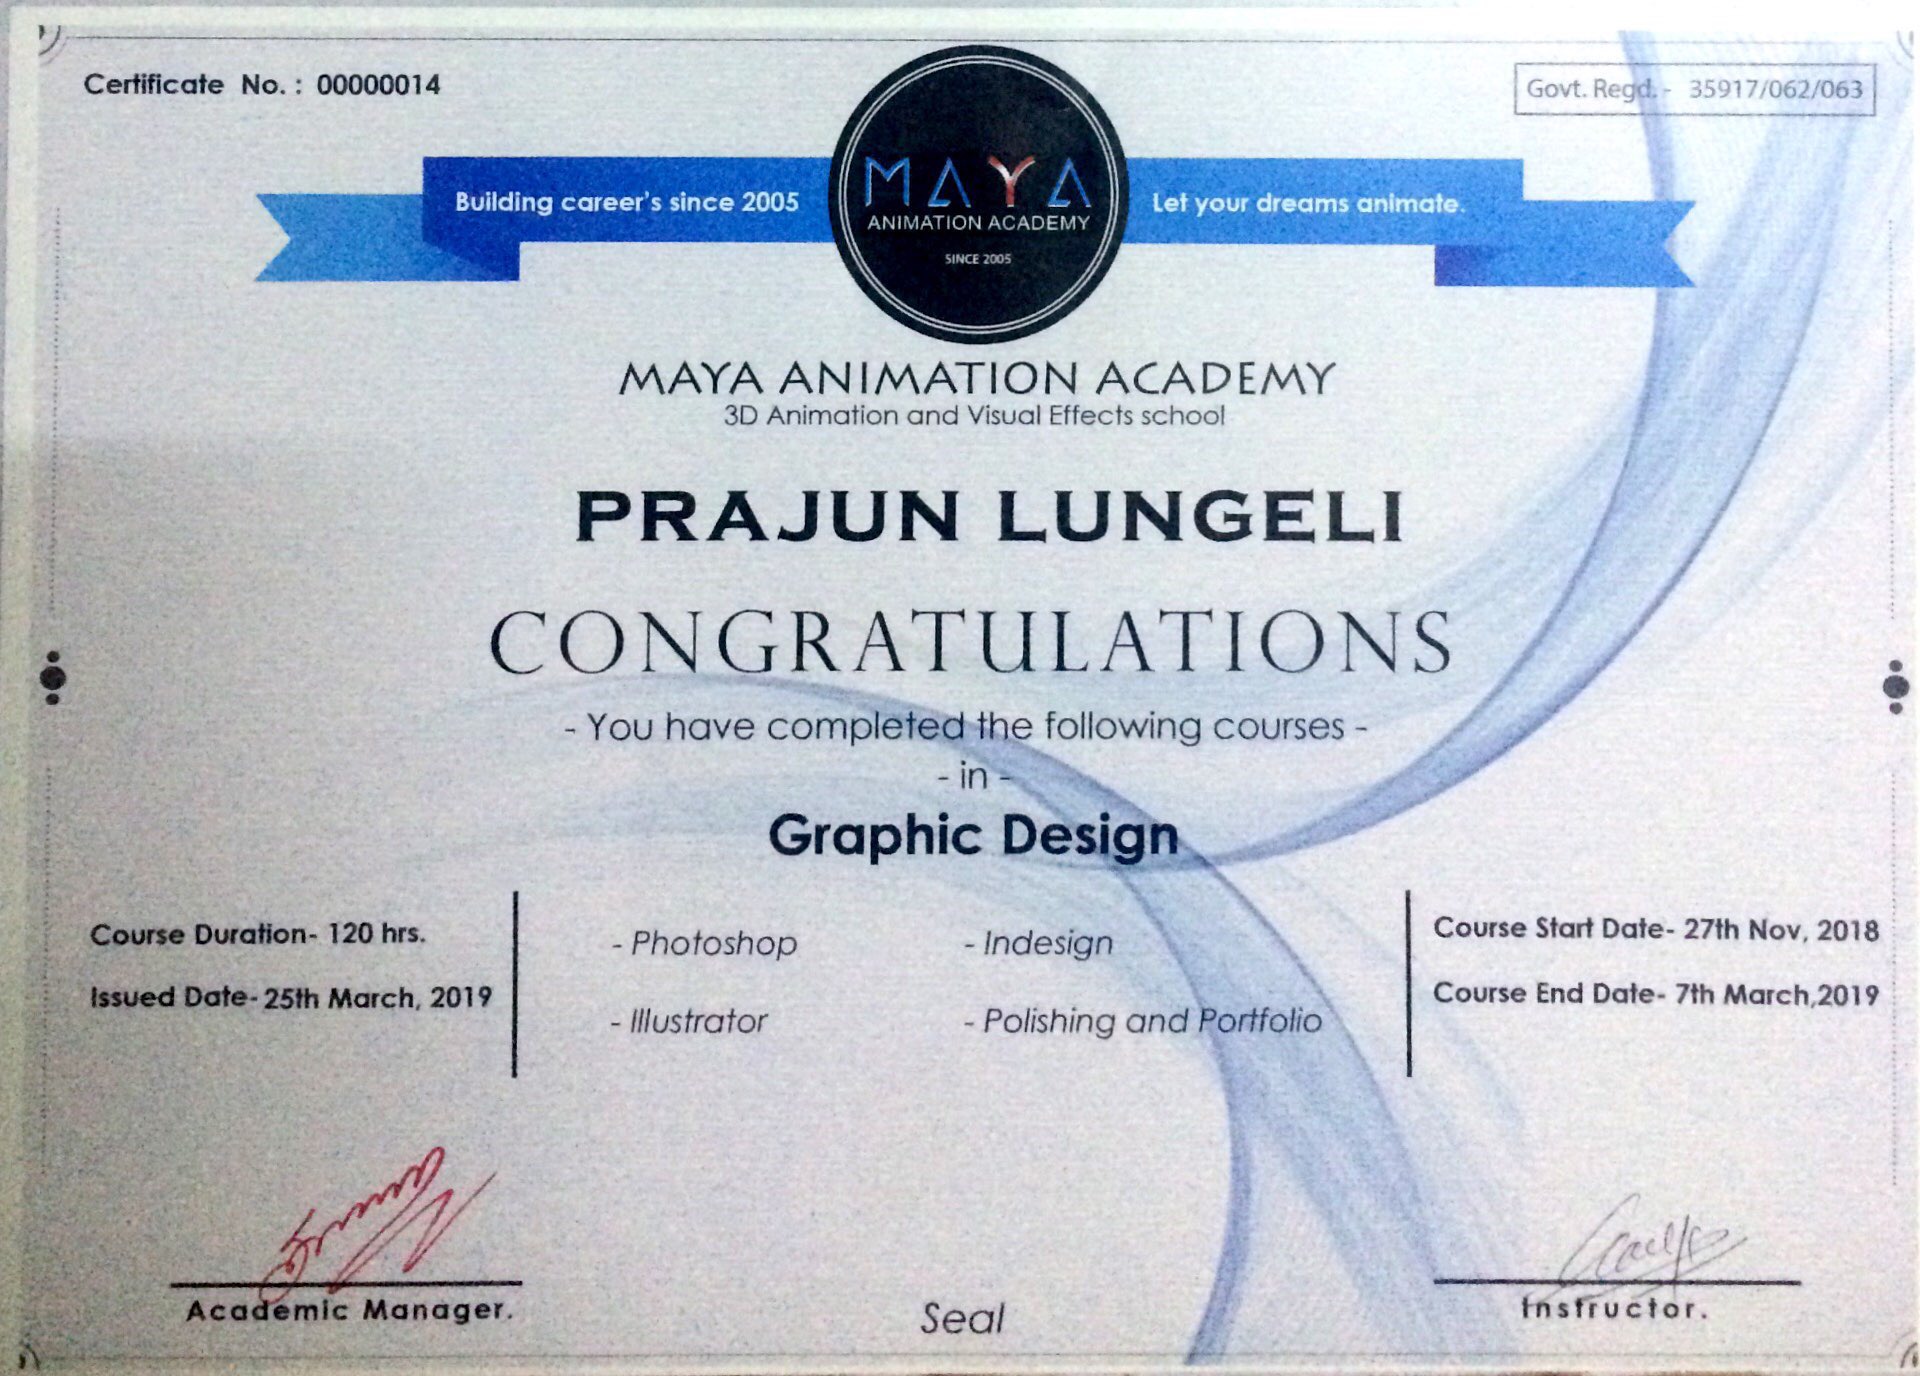 Certificate No. : 00000014
Govt. Regd. - 35917/062/063
Building career's since 2005
MAYA
ANIMATION ACADEMY
SINCE 2005
Let your dreams animate.
MAYA ANIMATION ACADEMY
3D Animation and Visual Effects school
PRAJUN LUNGELI
CONGRATULATIONS
- You have completed the following courses -
- in -
Graphic Design
Course Duration- 120 hrs.
Issued Date- 25th March, 2019
- Photoshop
- Indesign
- Illustrator
- Polishing and Portfolio
Course Start Date- 27th Nov, 2018
Course End Date- 7th March,2019
Academic Manager.
Seal
Instructor.